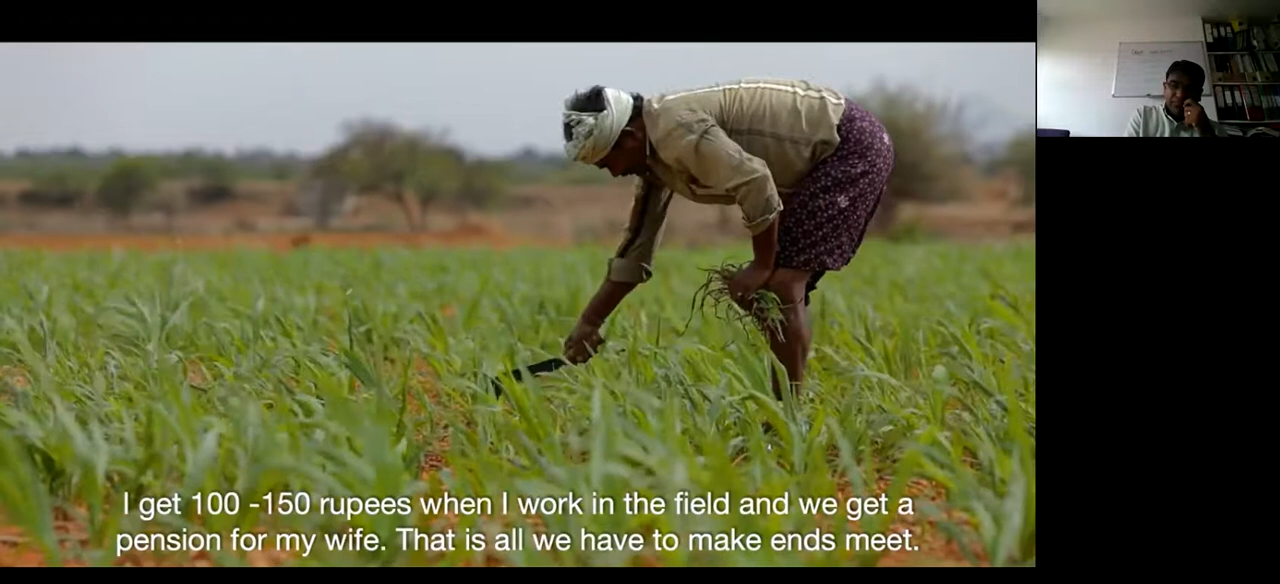 I get 100 -150 rupees when I work in the field and we get a
pension for my wife. That is all we have to make ends meet.